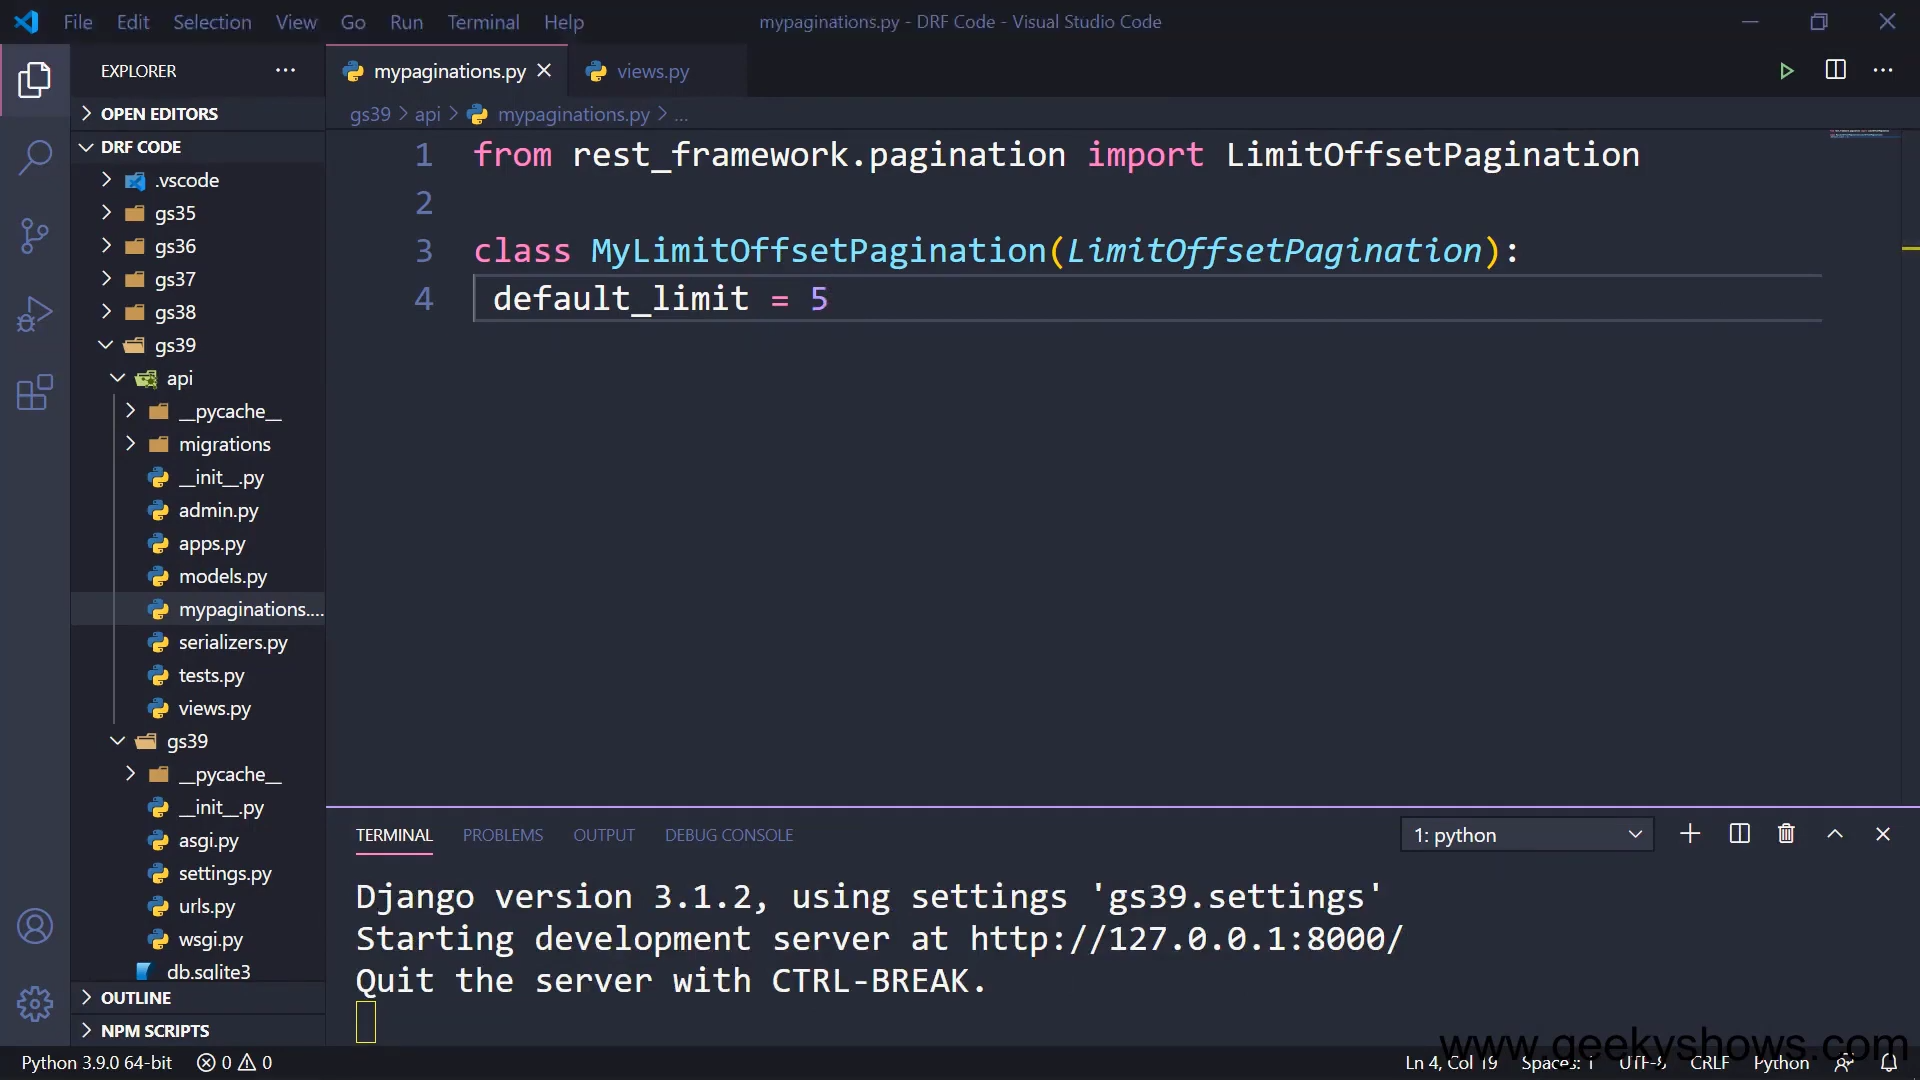 File Edit Selection View Go Run Terminal Help mypaginations.py - DRF Code - Visual Studio Code
EXPLORER
mypaginations.py
views.py
OPEN EDITORS
gs39 > api > mypaginations.py > ...
DRF CODE
.vscode
gs35
gs36
gs37
gs38
gs39
api
__pycache__
migrations
__init__.py
admin.py
apps.py
models.py
mypaginations....
serializers.py
tests.py
views.py
gs39
__pycache__
__init__.py
asgi.py
settings.py
urls.py
wsgi.py
db.sqlite3
OUTLINE
NPM SCRIPTS
1 from rest_framework.pagination import LimitOffsetPagination
2
3 class MyLimitOffsetPagination(LimitOffsetPagination):
4 default_limit = 5
TERMINAL PROBLEMS OUTPUT DEBUG CONSOLE 1: python
Django version 3.1.2, using settings 'gs39.settings'
Starting development server at http://127.0.0.1:8000/
Quit the server with CTRL-BREAK.
www.geekyshows.com
Python 3.9.0 64-bit 0 0 Ln 4, Col 19 Spaces: 1 UTF-8 CRLF Python